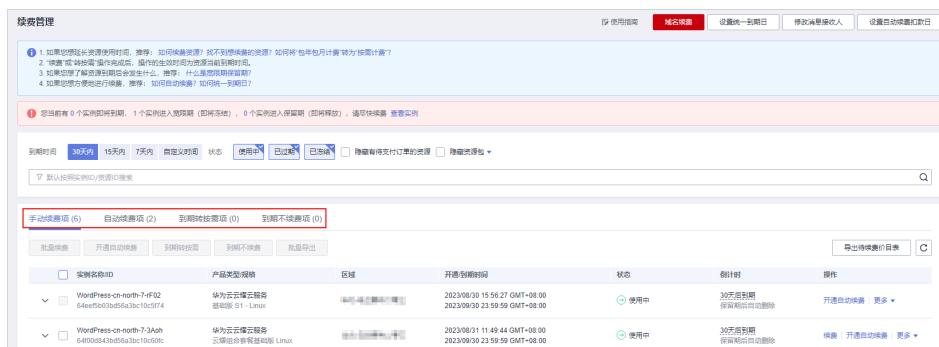 续费管理
使用指南
域名续费
设置统一到期日
修改消息接收人
设置自动续费扣款日
1. 如果您想延长资源使用时间，推荐： 如何续费资源？找不到想续费的资源？如何将“包年包月计费”转为“按需计费”？
2. “续费”或“转按需”操作完成后，操作的生效时间为资源当前到期时间。
3. 如果您想了解资源到期后会发生什么，推荐： 什么是宽限期保留期？
4. 如果您想方便地进行续费，推荐： 如何自动续费？如何统一到期日？
您当前有 0 个实例即将到期， 1 个实例进入宽限期（即将冻结）， 0 个实例进入保留期（即将释放），请尽快续费 查看实例
到期时间 30天内 15天内 7天内 自定义时间 状态 使用中 已过期 已冻结 隐藏有待支付订单的资源 隐藏资源包
默认按照实例ID/资源ID搜索
手动续费项 (6) 自动续费项 (2) 到期转按需项 (0) 到期不续费项 (0)
批量续费 开通自动续费 到期转按需 到期不续费 批量导出 导出待续费价目表
实例名称/ID 产品类型/规格 区域 开通/到期时间 状态 倒计时 操作
WordPress-cn-north-7-rF02 华为云云耀云服务 2023/08/30 15:56:27 GMT+08:00 使用中 30天后到期 开通自动续费 更多
64eef5b03bd56a3bc10c5f74 基础版 S1 - Linux 2023/09/30 23:59:59 GMT+08:00 保留期后自动删除
WordPress-cn-north-7-3Aoh 华为云云耀云服务 2023/08/31 11:49:44 GMT+08:00 使用中 30天后到期 续费 开通自动续费 更多
64f00d843bd56a3bc10c60fc 云耀组合套餐基础版 Linux 2023/09/30 23:59:59 GMT+08:00 保留期后自动删除